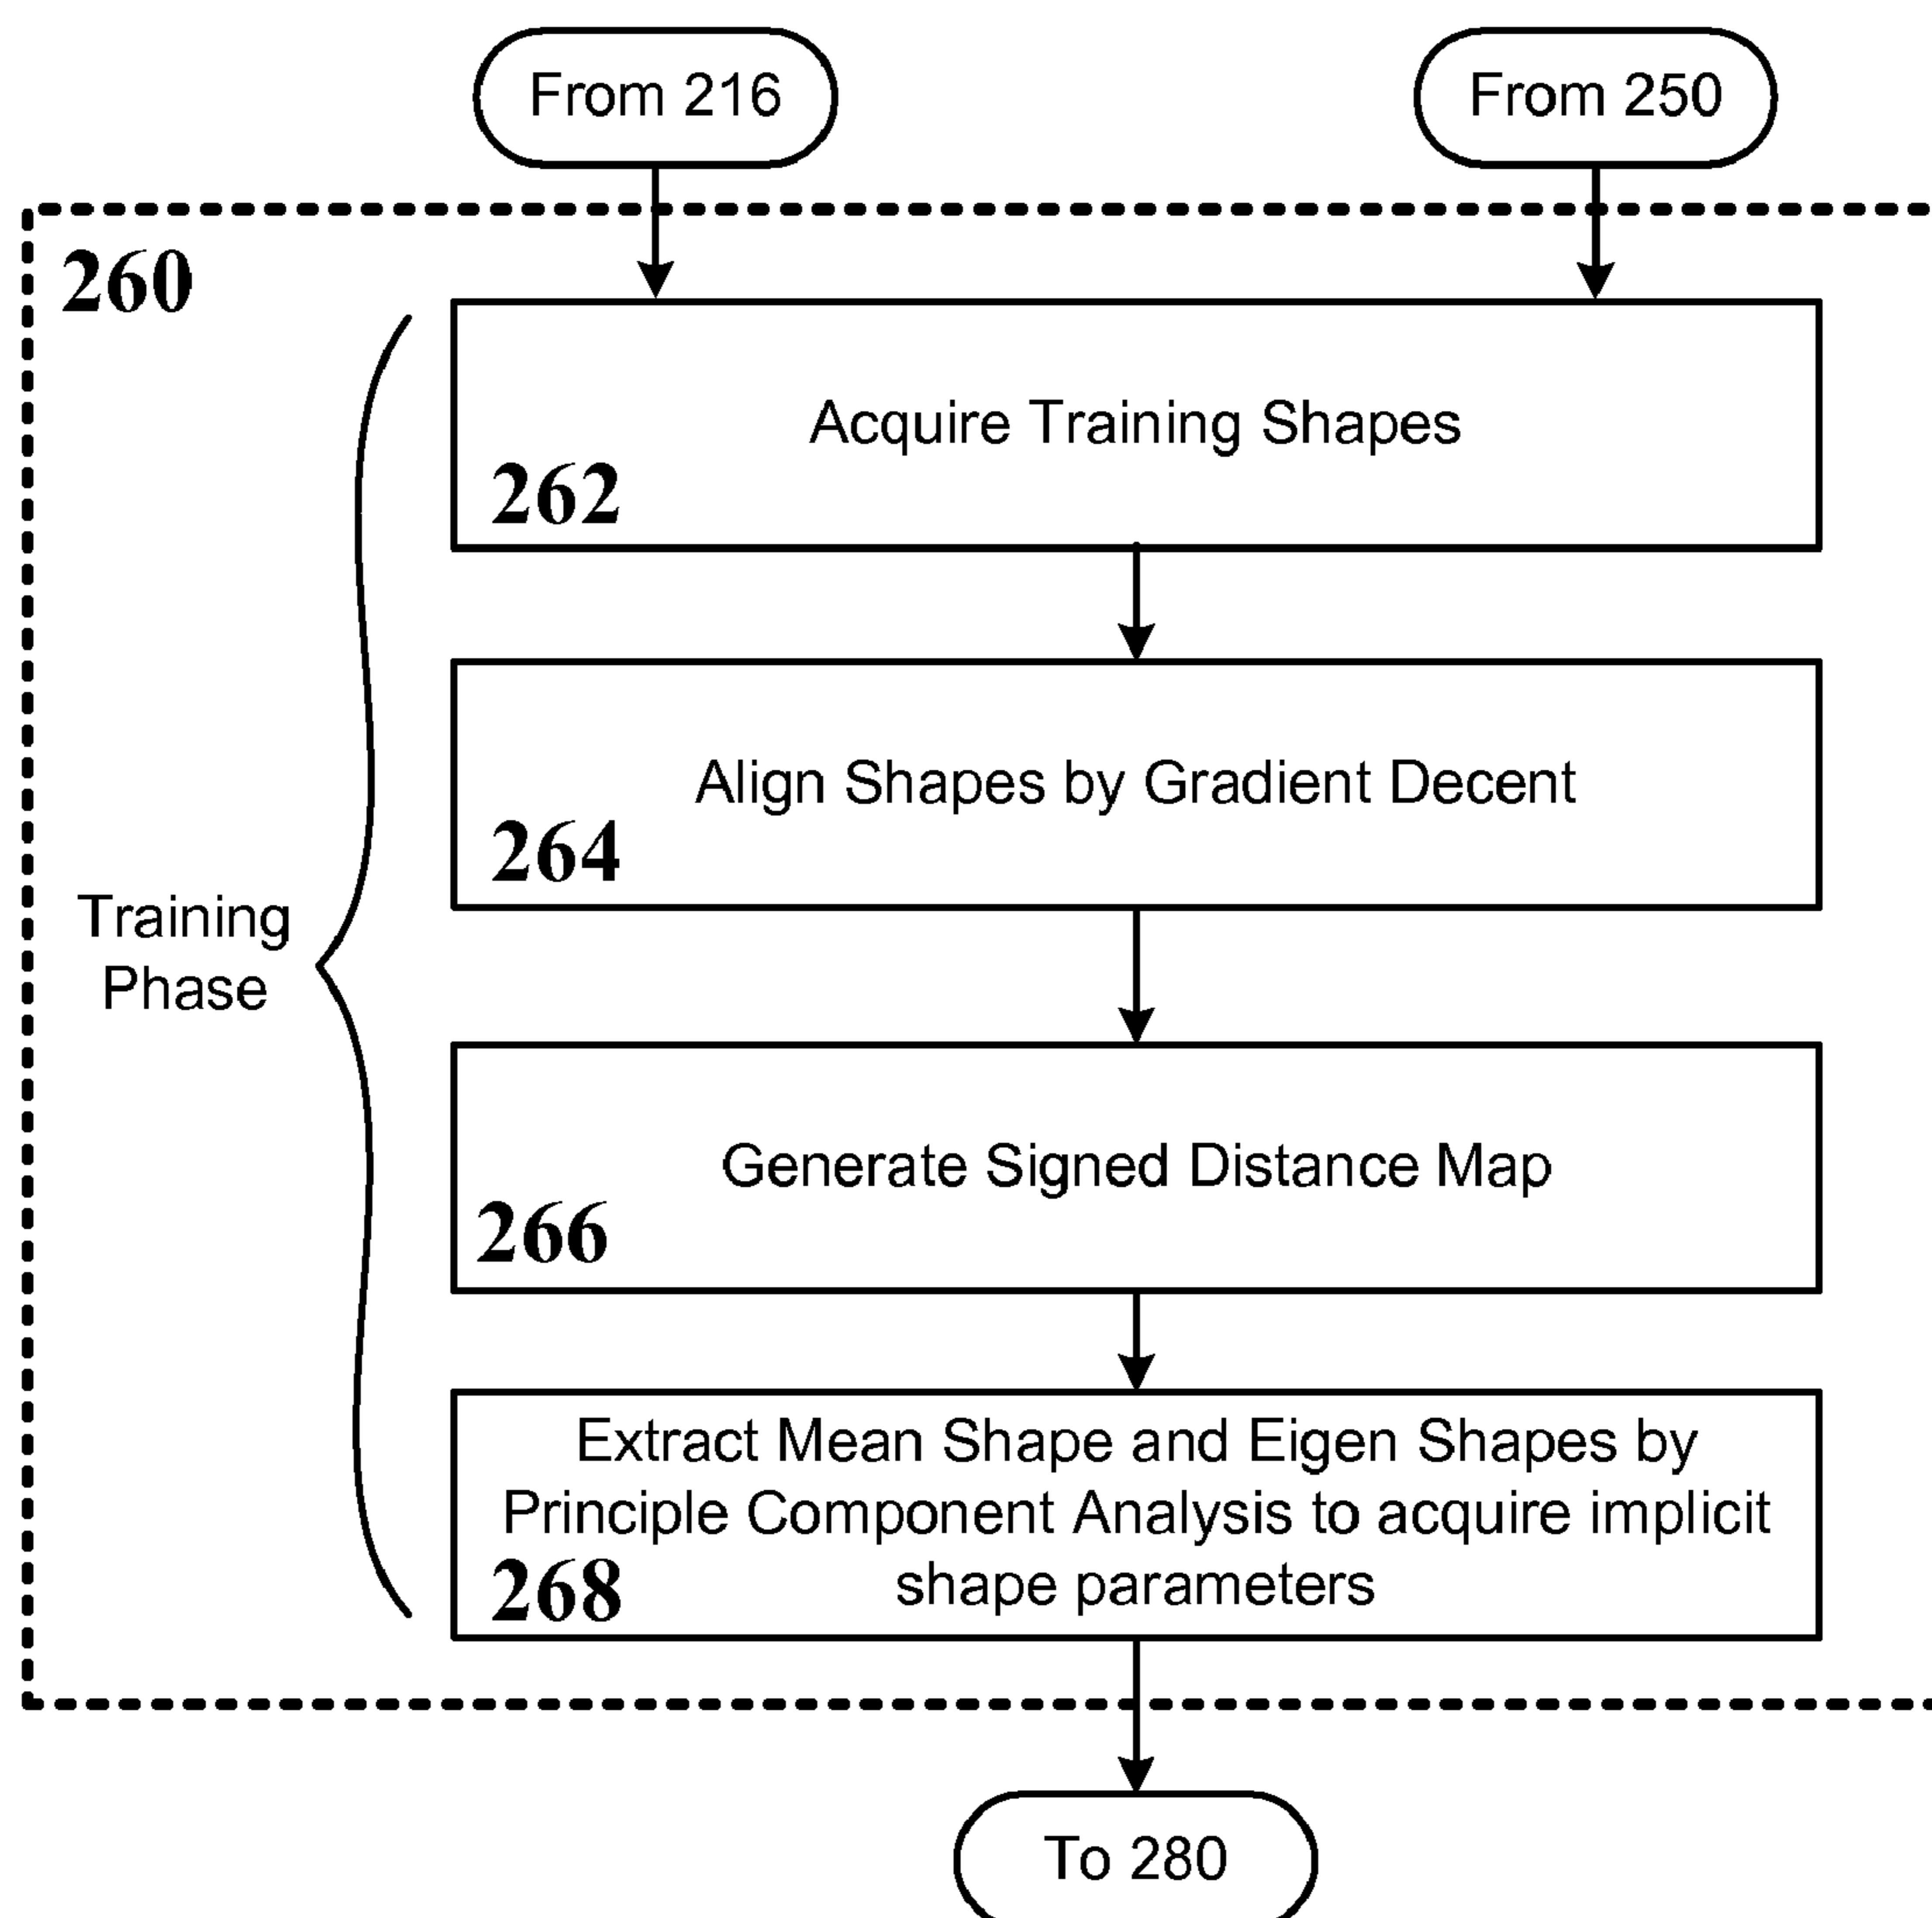 From 216
From 250
260
Acquire Training Shapes
262
Align Shapes by Gradient Decent
264
Training
Phase
Generate Signed Distance Map
266
Extract Mean Shape and Eigen Shapes by
Principle Component Analysis to acquire implicit
shape parameters
268
To 280